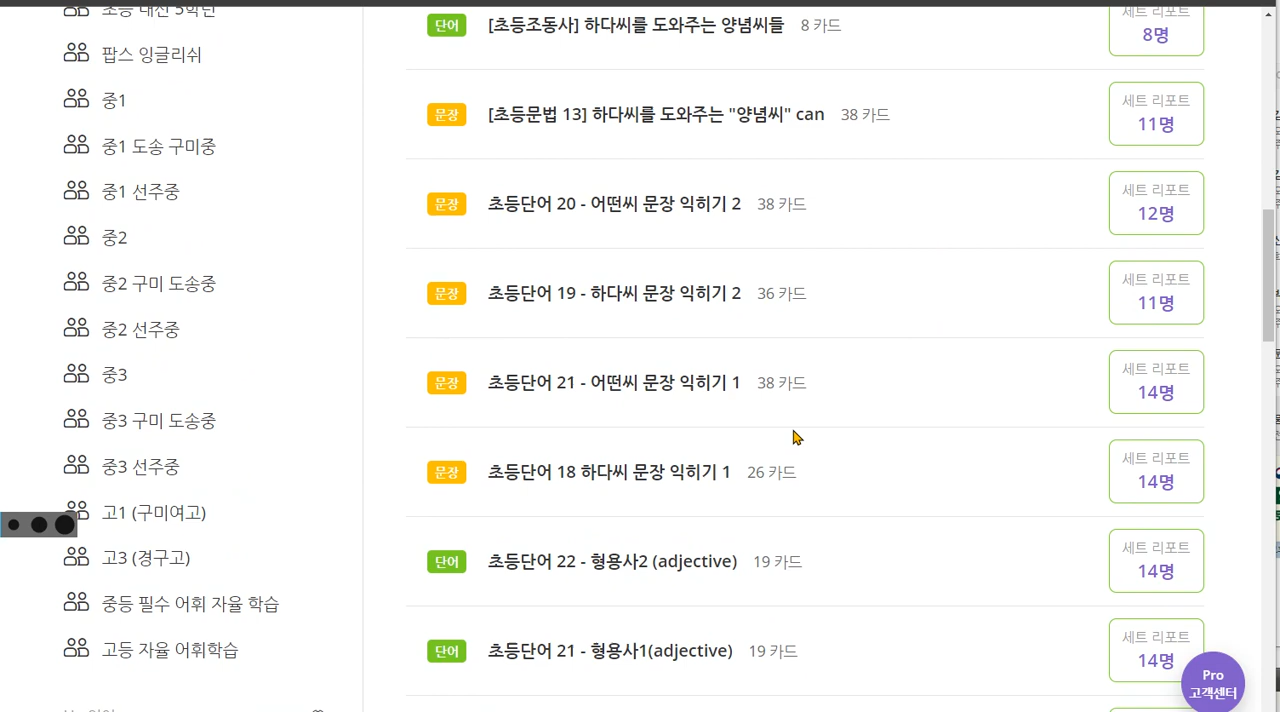 초등 내신 5학년
팝스 잉글리쉬
중1
중1 도송 구미중
중1 선주중
중2
중2 구미 도송중
중2 선주중
중3
중3 구미 도송중
중3 선주중
고1 (구미여고)
고3 (경구고)
중등 필수 어휘 자율 학습
고등 자율 어휘학습
단어 [초등조동사] 하다씨를 도와주는 양념씨들 8 카드
세트 리포트
8명
문장 [초등문법 13] 하다씨를 도와주는 "양념씨" can 38 카드
세트 리포트
11명
문장 초등단어 20 - 어떤씨 문장 익히기 2 38 카드
세트 리포트
12명
문장 초등단어 19 - 하다씨 문장 익히기 2 36 카드
세트 리포트
11명
문장 초등단어 21 - 어떤씨 문장 익히기 1 38 카드
세트 리포트
14명
문장 초등단어 18 하다씨 문장 익히기 1 26 카드
세트 리포트
14명
단어 초등단어 22 - 형용사2 (adjective) 19 카드
세트 리포트
14명
단어 초등단어 21 - 형용사1(adjective) 19 카드
세트 리포트
14명
Pro
고객센터